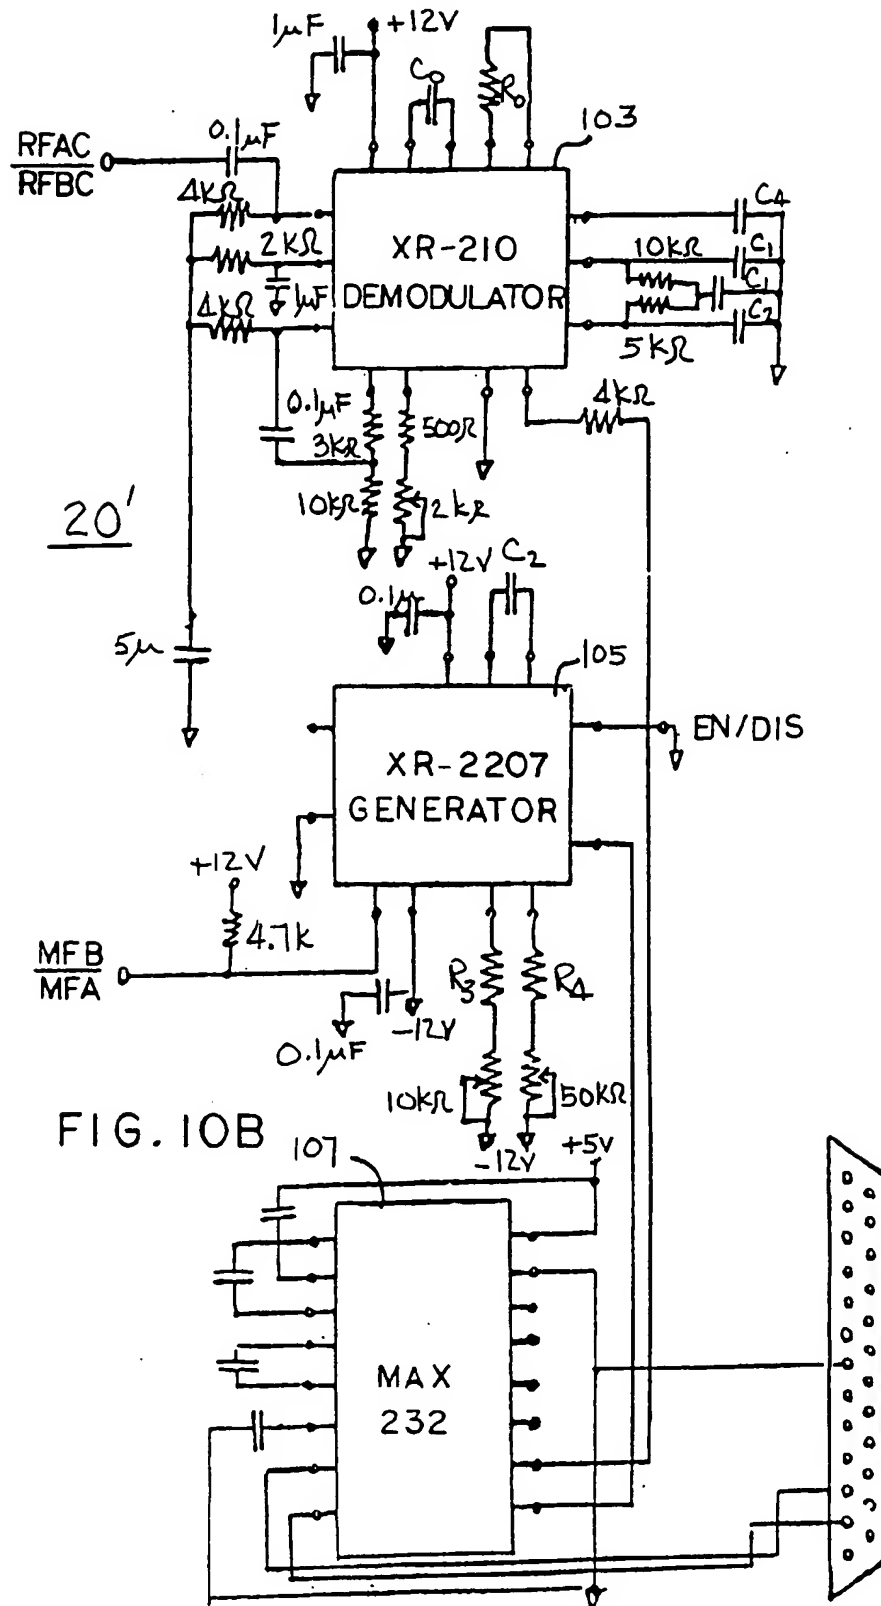 1µF
+12V
C0
R0
103
0.1µF
RFAC
RFBC
4kΩ
2kΩ
1µF
4kΩ
XR-210
DEMODULATOR
C4
10kΩ
C1
C1
C2
5kΩ
4kΩ
0.1µF
3kΩ
500Ω
10kΩ
2kΩ
20'
+12V
C2
0.1µ
5µ
105
XR-2207
GENERATOR
EN/DIS
+12V
4.7K
MFB
MFA
0.1µF
-12V
R3
R4
10kΩ
50kΩ
-12V
+5V
FIG. 10B
107
MAX
232